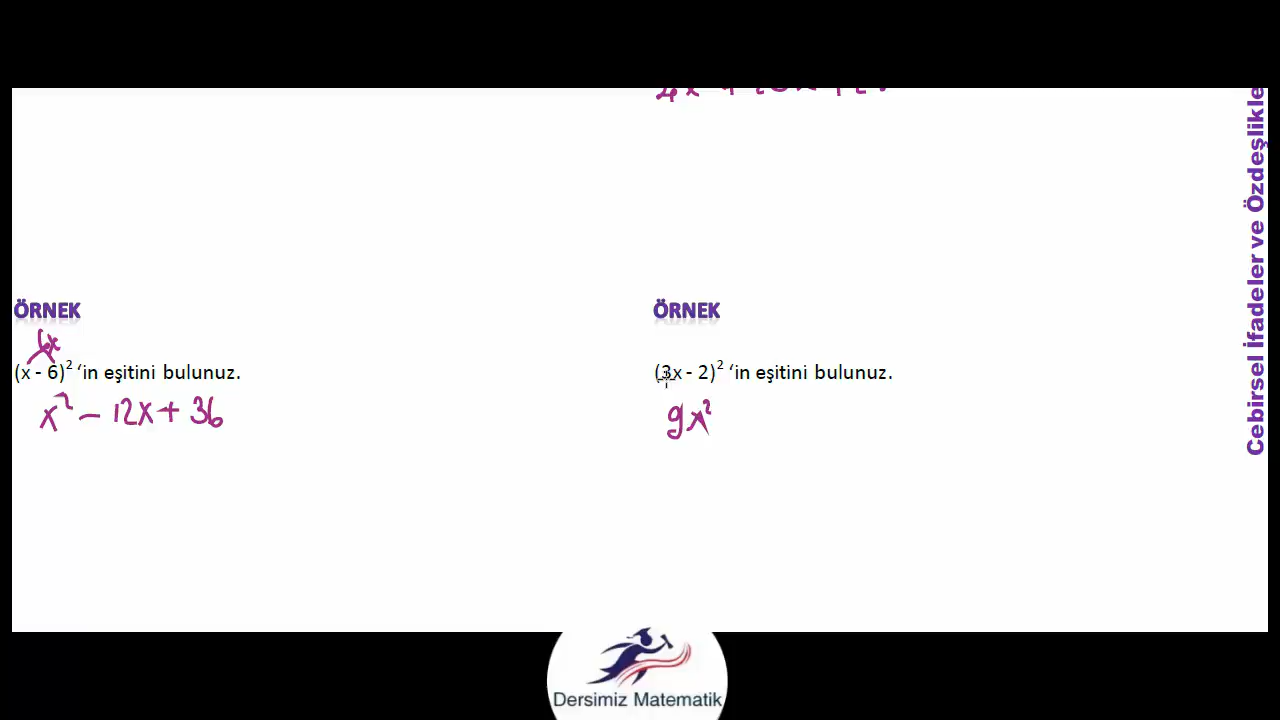 ÖRNEK
6x
(x - 6)² ‘in eşitini bulunuz.
x² - 12x + 36
ÖRNEK
(3x - 2)² ‘in eşitini bulunuz.
9x²
Cebirsel İfadeler ve Özdeşlikle
Dersimiz Matematik